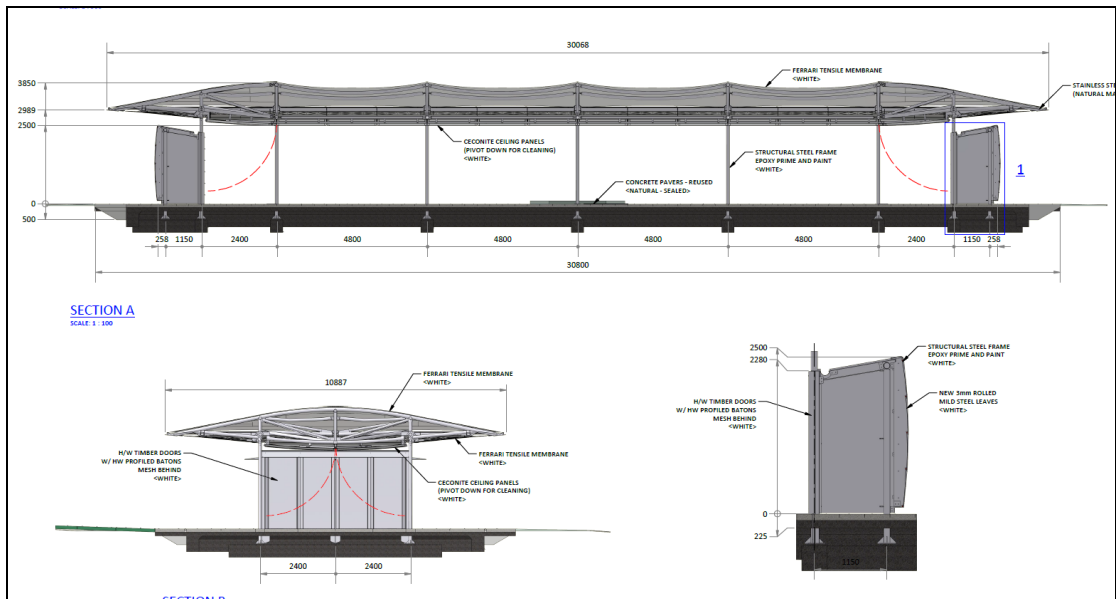 30068
3850
2989
2500
0
500
FERRARI TENSILE MEMBRANE
<WHITE>
STAINLESS STE
(NATURAL MA
CECONITE CEILING PANELS
(PIVOT DOWN FOR CLEANING)
<WHITE>
STRUCTURAL STEEL FRAME
EPOXY PRIME AND PAINT
<WHITE>
CONCRETE PAVERS - REUSED
<NATURAL - SEALED>
1
258 1150 2400 4800 4800 4800 4800 2400 1150 258
30800
SECTION A
SCALE: 1 : 100
10887
FERRARI TENSILE MEMBRANE
<WHITE>
H/W TIMBER DOORS
W/ HW PROFILED BATONS
MESH BEHIND
<WHITE>
FERRARI TENSILE MEMBRANE
<WHITE>
CECONITE CEILING PANELS
(PIVOT DOWN FOR CLEANING)
<WHITE>
2400 2400
SECTION B
2500
2280
STRUCTURAL STEEL FRAME
EPOXY PRIME AND PAINT
<WHITE>
NEW 3mm ROLLED
MILD STEEL LEAVES
<WHITE>
H/W TIMBER DOORS
W/ HW PROFILED BATONS
MESH BEHIND
<WHITE>
0
225
1150